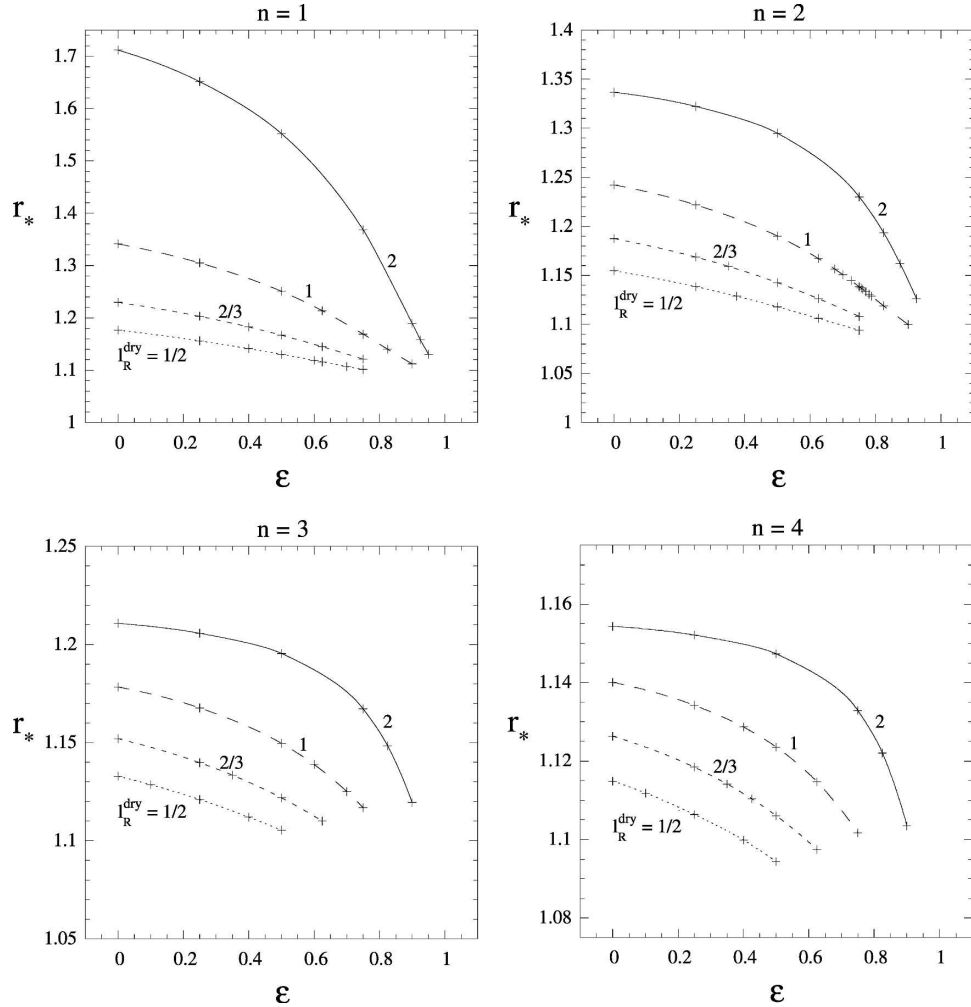 n = 1
1.7
1.6
1.5
1.4
1.3
1.2
1.1
1
r*
2
1
2/3
l_R^dry = 1/2
0 0.2 0.4 0.6 0.8 1
ε
n = 2
1.4
1.35
1.3
1.25
1.2
1.15
1.1
1.05
1
r*
2
1
2/3
l_R^dry = 1/2
0 0.2 0.4 0.6 0.8 1
ε
n = 3
1.25
1.2
1.15
1.1
1.05
r*
2
1
2/3
l_R^dry = 1/2
0 0.2 0.4 0.6 0.8 1
ε
n = 4
1.16
1.14
1.12
1.1
1.08
r*
2
1
2/3
l_R^dry = 1/2
0 0.2 0.4 0.6 0.8 1
ε